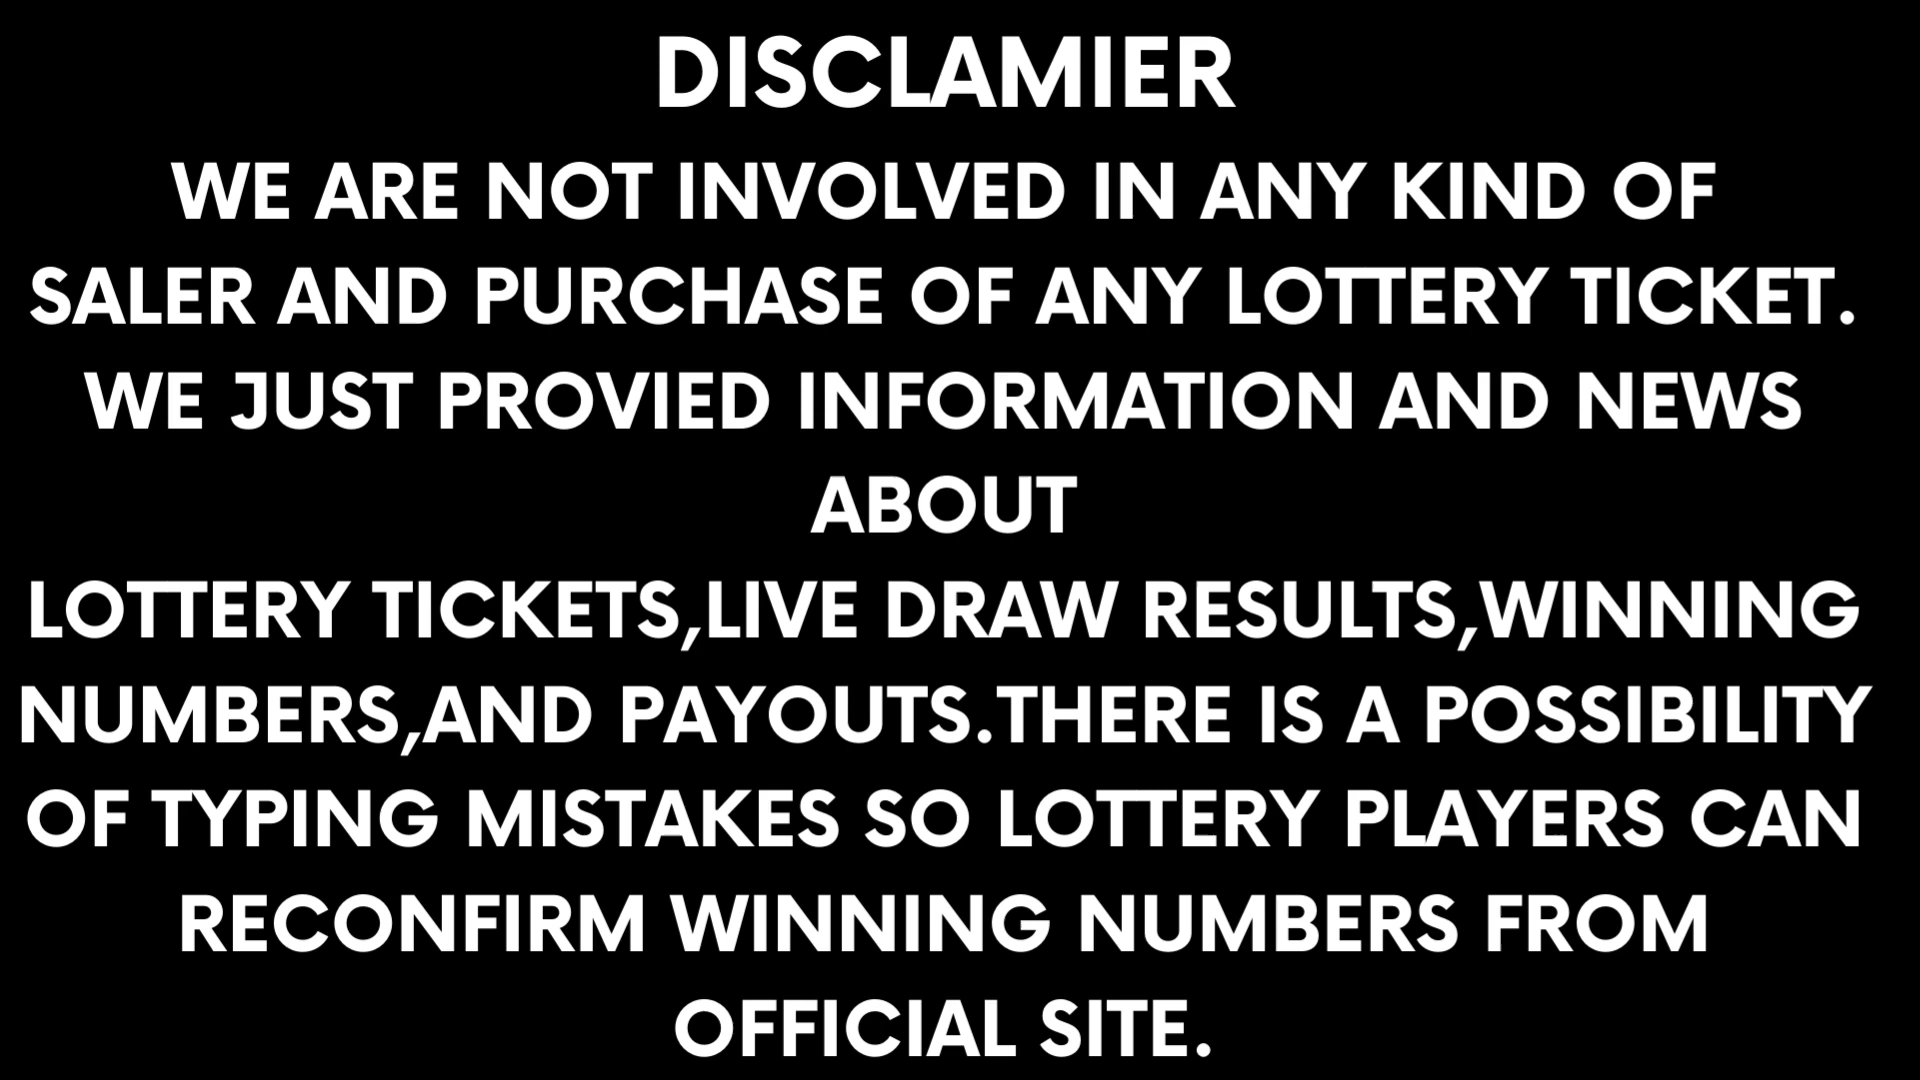 DISCLAMIER
WE ARE NOT INVOLVED IN ANY KIND OF
SALER AND PURCHASE OF ANY LOTTERY TICKET.
WE JUST PROVIED INFORMATION AND NEWS
ABOUT
LOTTERY TICKETS,LIVE DRAW RESULTS,WINNING
NUMBERS,AND PAYOUTS.THERE IS A POSSIBILITY
OF TYPING MISTAKES SO LOTTERY PLAYERS CAN
RECONFIRM WINNING NUMBERS FROM
OFFICIAL SITE.